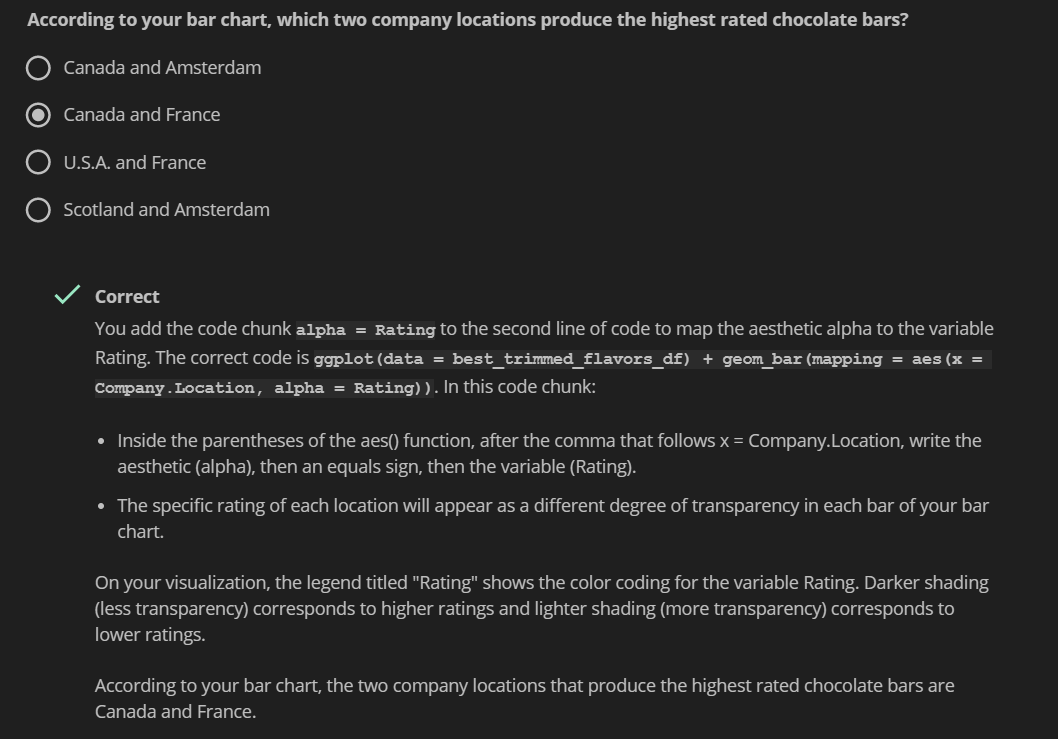 According to your bar chart, which two company locations produce the highest rated chocolate bars?
Canada and Amsterdam
Canada and France
U.S.A. and France
Scotland and Amsterdam
Correct
You add the code chunk alpha = Rating to the second line of code to map the aesthetic alpha to the variable
Rating. The correct code is ggplot(data = best_trimmed_flavors_df) + geom_bar(mapping = aes(x =
Company.Location, alpha = Rating)). In this code chunk:
• Inside the parentheses of the aes() function, after the comma that follows x = Company.Location, write the
aesthetic (alpha), then an equals sign, then the variable (Rating).
• The specific rating of each location will appear as a different degree of transparency in each bar of your bar
chart.
On your visualization, the legend titled "Rating" shows the color coding for the variable Rating. Darker shading
(less transparency) corresponds to higher ratings and lighter shading (more transparency) corresponds to
lower ratings.
According to your bar chart, the two company locations that produce the highest rated chocolate bars are
Canada and France.